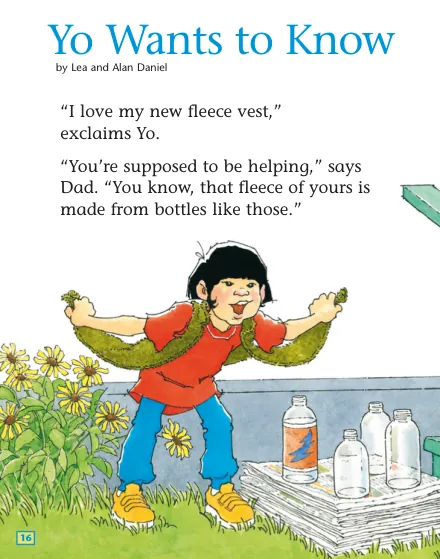 Yo Wants to Know
by Lea and Alan Daniel
“I love my new fleece vest,”
exclaims Yo.
“You’re supposed to be helping,” says
Dad. “You know, that fleece of yours is
made from bottles like those.”
16